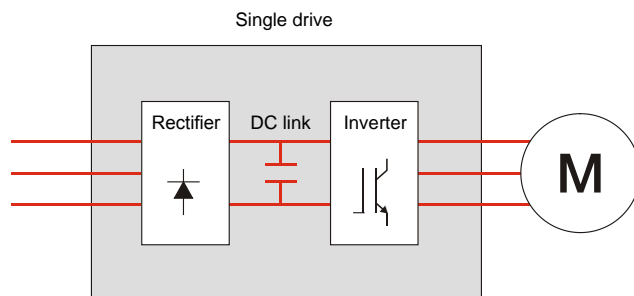 Single drive
Rectifier
DC link
Inverter
M